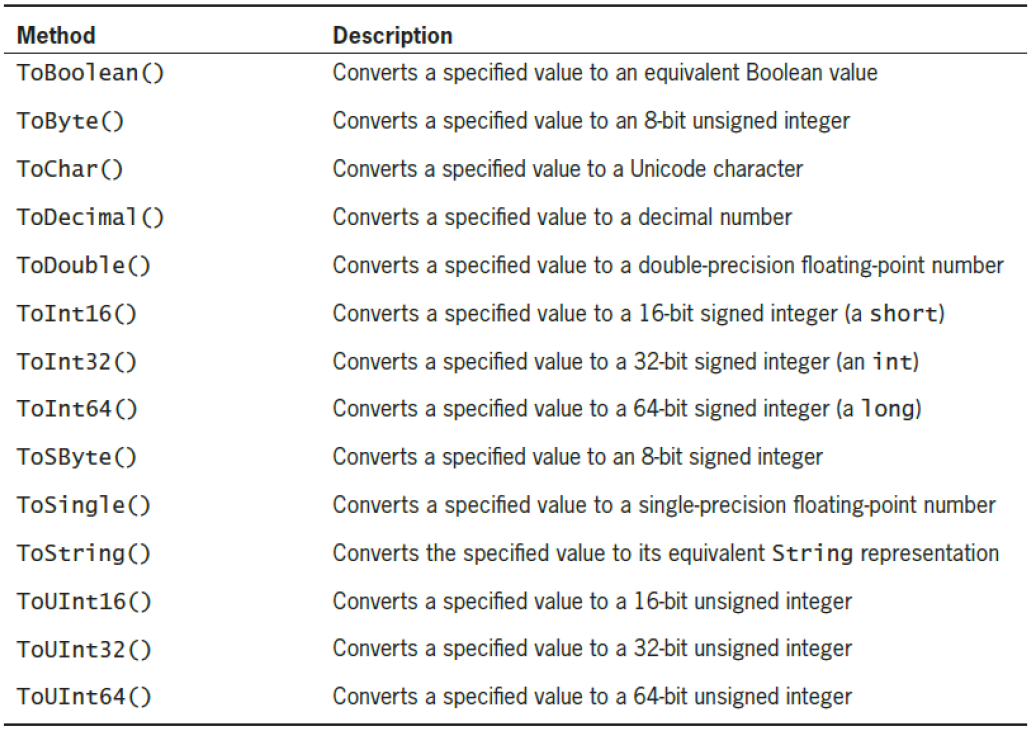 Method Description
ToBoolean() Converts a specified value to an equivalent Boolean value
ToByte() Converts a specified value to an 8-bit unsigned integer
ToChar() Converts a specified value to a Unicode character
ToDecimal() Converts a specified value to a decimal number
ToDouble() Converts a specified value to a double-precision floating-point number
ToInt16() Converts a specified value to a 16-bit signed integer (a short)
ToInt32() Converts a specified value to a 32-bit signed integer (an int)
ToInt64() Converts a specified value to a 64-bit signed integer (a long)
ToSByte() Converts a specified value to an 8-bit signed integer
ToSingle() Converts a specified value to a single-precision floating-point number
ToString() Converts the specified value to its equivalent String representation
ToUInt16() Converts a specified value to a 16-bit unsigned integer
ToUInt32() Converts a specified value to a 32-bit unsigned integer
ToUInt64() Converts a specified value to a 64-bit unsigned integer